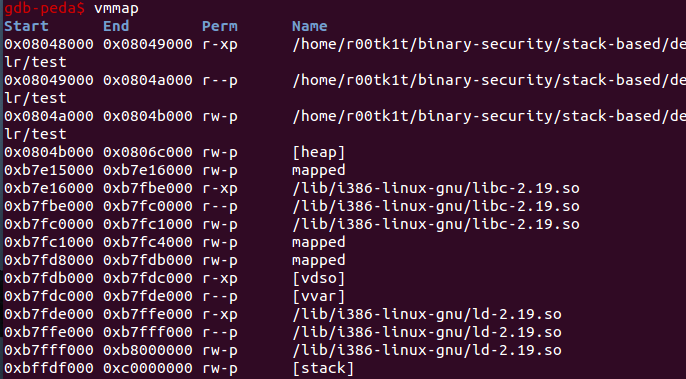 gdb-peda$ vmmap
Start End Perm Name
0x08048000 0x08049000 r-xp /home/r00tk1t/binary-security/stack-based/de
lr/test
0x08049000 0x0804a000 r--p /home/r00tk1t/binary-security/stack-based/de
lr/test
0x0804a000 0x0804b000 rw-p /home/r00tk1t/binary-security/stack-based/de
lr/test
0x0804b000 0x0806c000 rw-p [heap]
0xb7e15000 0xb7e16000 rw-p mapped
0xb7e16000 0xb7fbe000 r-xp /lib/i386-linux-gnu/libc-2.19.so
0xb7fbe000 0xb7fc0000 r--p /lib/i386-linux-gnu/libc-2.19.so
0xb7fc0000 0xb7fc1000 rw-p /lib/i386-linux-gnu/libc-2.19.so
0xb7fc1000 0xb7fc4000 rw-p mapped
0xb7fd8000 0xb7fdb000 rw-p mapped
0xb7fdb000 0xb7fdc000 r-xp [vdso]
0xb7fdc000 0xb7fde000 r--p [vvar]
0xb7fde000 0xb7ffe000 r-xp /lib/i386-linux-gnu/ld-2.19.so
0xb7ffe000 0xb7fff000 r--p /lib/i386-linux-gnu/ld-2.19.so
0xb7fff000 0xb8000000 rw-p /lib/i386-linux-gnu/ld-2.19.so
0xbffdf000 0xc0000000 rw-p [stack]